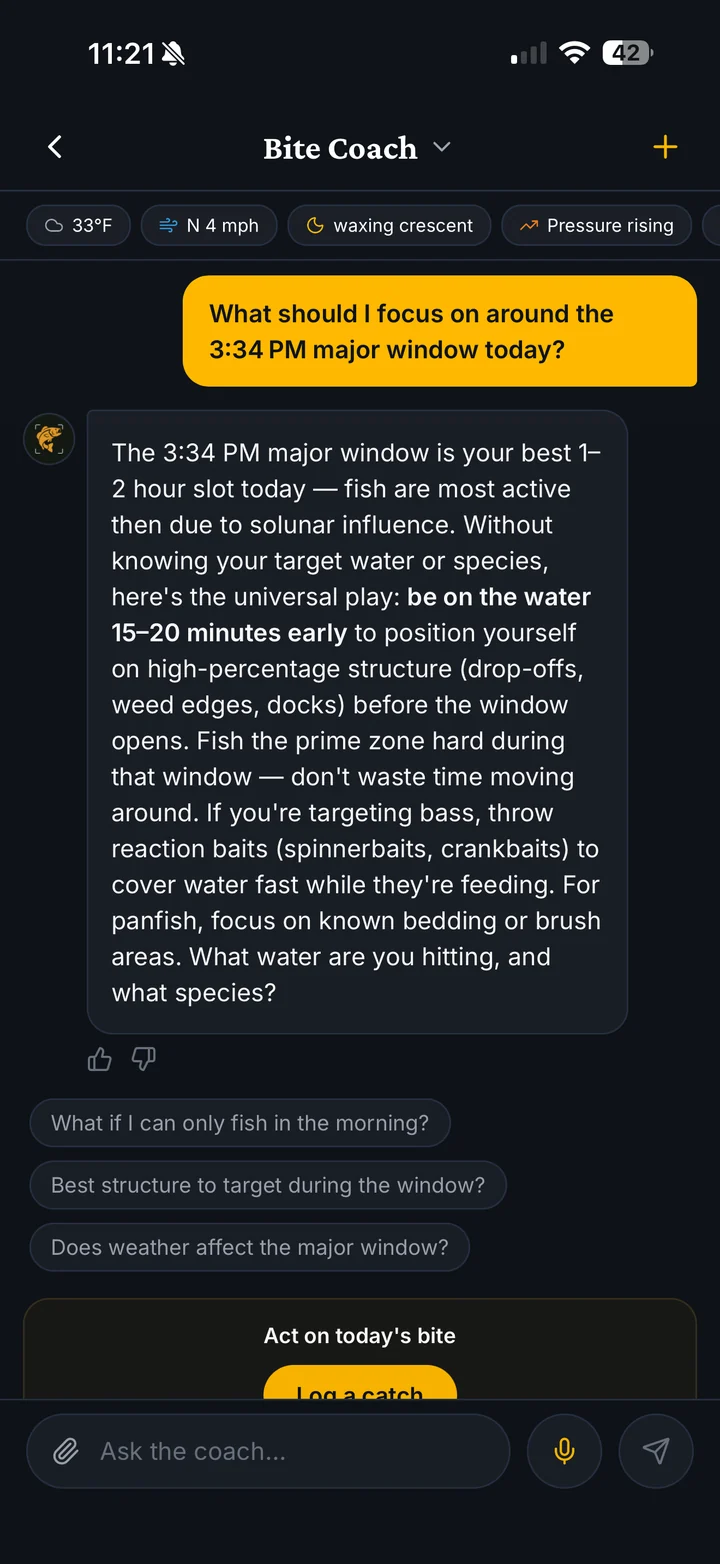 11:21
42
Bite Coach
33°F
N 4 mph
waxing crescent
Pressure rising
What should I focus on around the
3:34 PM major window today?
The 3:34 PM major window is your best 1–
2 hour slot today — fish are most active
then due to solunar influence. Without
knowing your target water or species,
here's the universal play: be on the water
15–20 minutes early to position yourself
on high-percentage structure (drop-offs,
weed edges, docks) before the window
opens. Fish the prime zone hard during
that window — don't waste time moving
around. If you're targeting bass, throw
reaction baits (spinnerbaits, crankbaits) to
cover water fast while they're feeding. For
panfish, focus on known bedding or brush
areas. What water are you hitting, and
what species?
What if I can only fish in the morning?
Best structure to target during the window?
Does weather affect the major window?
Act on today's bite
Log a catch
Ask the coach...